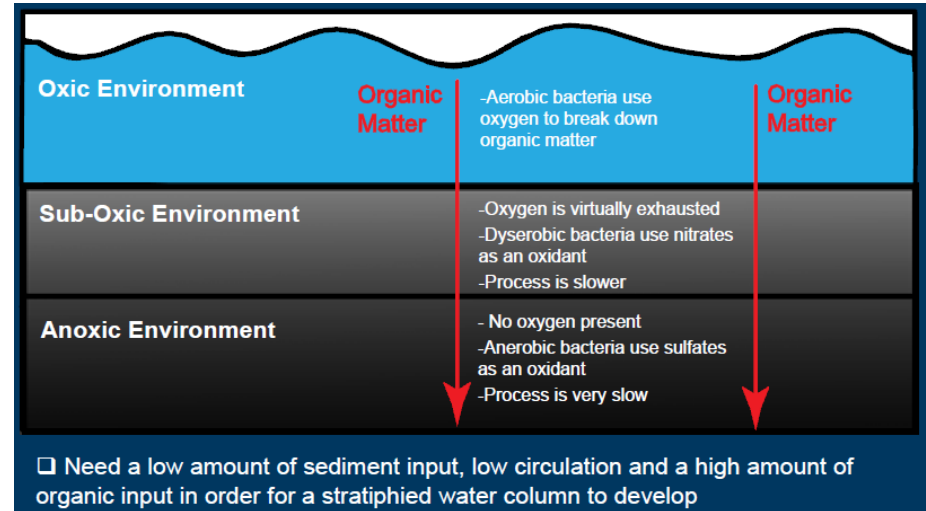 Oxic Environment
Organic
Matter
-Aerobic bacteria use
oxygen to break down
organic matter
Organic
Matter
Sub-Oxic Environment
-Oxygen is virtually exhausted
-Dyserobic bacteria use nitrates
as an oxidant
-Process is slower
Anoxic Environment
- No oxygen present
-Anerobic bacteria use sulfates
as an oxidant
-Process is very slow
❑ Need a low amount of sediment input, low circulation and a high amount of
organic input in order for a stratiphied water column to develop